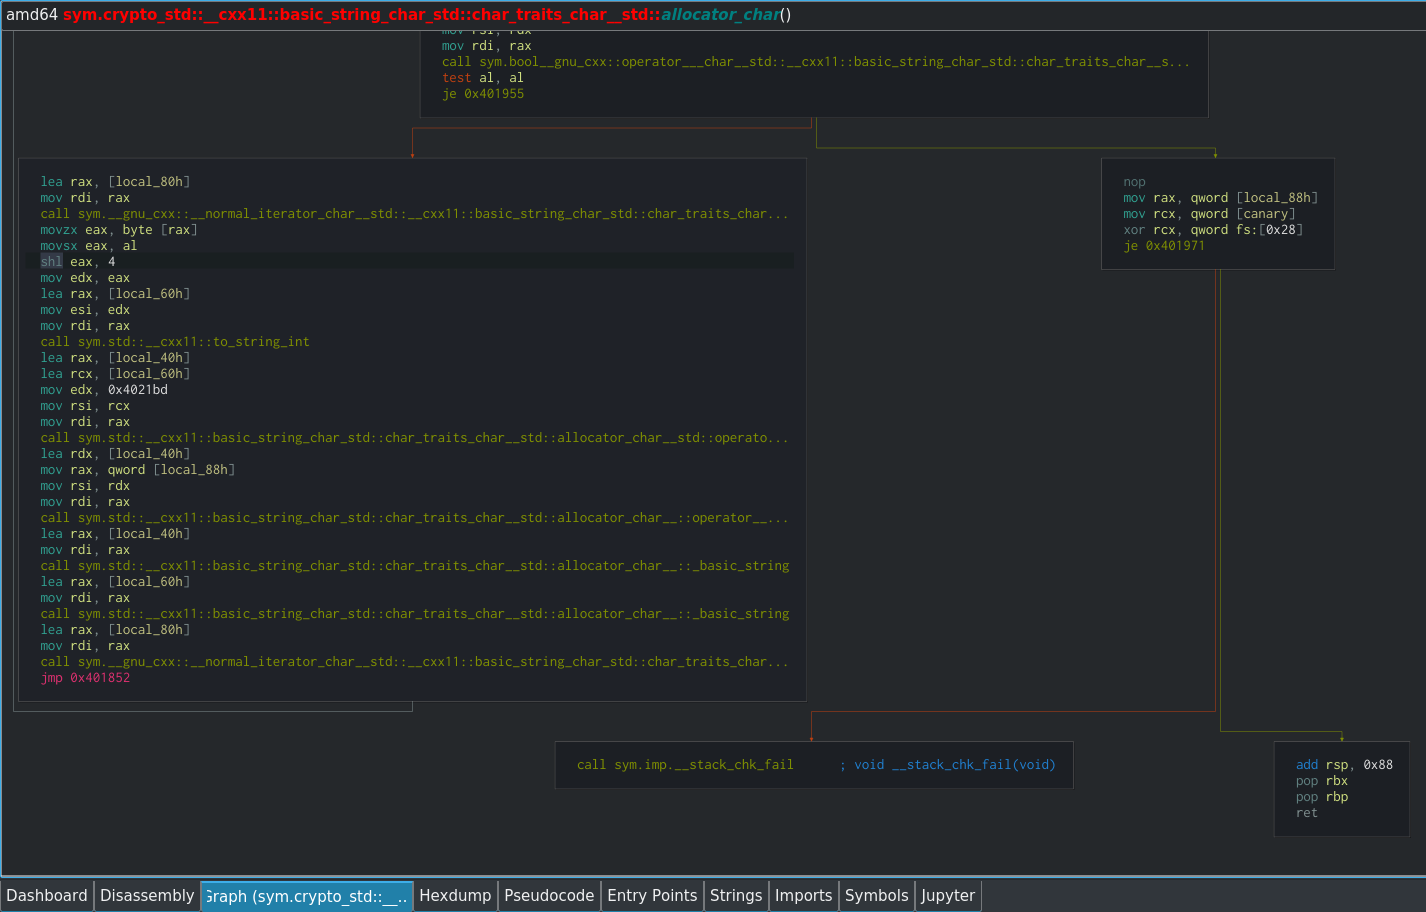 amd64 sym.crypto_std::__cxx11::basic_string_char_std::char_traits_char__std::allocator_char()
mov rsi, rdx
mov rdi, rax
call sym.bool__gnu_cxx::operator___char__std::__cxx11::basic_string_char_std::char_traits_char__s...
test al, al
je 0x401955
lea rax, [local_80h]
mov rdi, rax
call sym.__gnu_cxx::__normal_iterator_char__std::__cxx11::basic_string_char_std::char_traits_char...
movzx eax, byte [rax]
movsx eax, al
shl eax, 4
mov edx, eax
lea rax, [local_60h]
mov esi, edx
mov rdi, rax
call sym.std::__cxx11::to_string_int
lea rax, [local_40h]
lea rcx, [local_60h]
mov edx, 0x4021bd
mov rsi, rcx
mov rdi, rax
call sym.std::__cxx11::basic_string_char_std::char_traits_char__std::allocator_char__std::operato...
lea rdx, [local_40h]
mov rax, qword [local_88h]
mov rsi, rdx
mov rdi, rax
call sym.std::__cxx11::basic_string_char_std::char_traits_char__std::allocator_char__::operator__...
lea rax, [local_40h]
mov rdi, rax
call sym.std::__cxx11::basic_string_char_std::char_traits_char__std::allocator_char__::_basic_string
lea rax, [local_60h]
mov rdi, rax
call sym.std::__cxx11::basic_string_char_std::char_traits_char__std::allocator_char__::_basic_string
lea rax, [local_80h]
mov rdi, rax
call sym.__gnu_cxx::__normal_iterator_char__std::__cxx11::basic_string_char_std::char_traits_char...
jmp 0x401852
nop
mov rax, qword [local_88h]
mov rcx, qword [canary]
xor rcx, qword fs:[0x28]
je 0x401971
call sym.imp.__stack_chk_fail ; void __stack_chk_fail(void)
add rsp, 0x88
pop rbx
pop rbp
ret
Dashboard Disassembly Graph (sym.crypto_std::__.. Hexdump Pseudocode Entry Points Strings Imports Symbols Jupyter